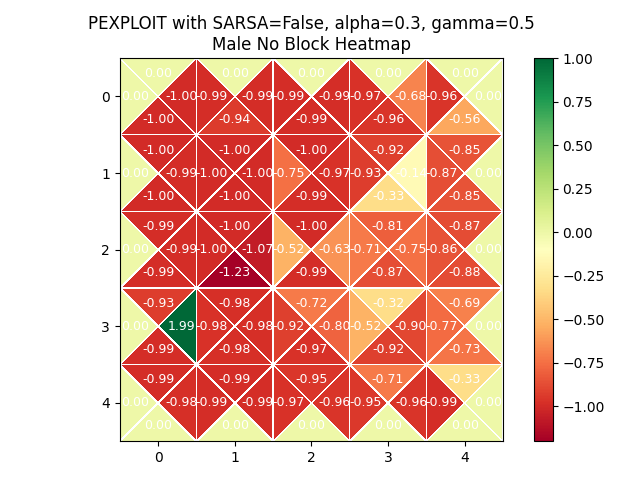 PEXPLOIT with SARSA=False, alpha=0.3, gamma=0.5
Male No Block Heatmap
0.00 0.00 0.00 0.00 0.00
0 0.00 -1.00 -0.99 -0.99 -0.99 -0.99 -0.97 -0.68 -0.96 0.00
-1.00 -0.94 -0.99 -0.96 -0.56
-1.00 -1.00 -1.00 -0.92 -0.85
1 0.00 -0.99 -1.00 -1.00 -0.75 -0.97 -0.93 -0.87 0.00
-1.00 -1.00 -0.99 -0.33 -0.85
-0.99 -1.00 -1.00 -0.81 -0.87
2 0.00 -0.99 -1.00 -1.07 -0.52 -0.63 -0.71 -0.75 -0.86 0.00
-0.99 -1.23 -0.99 -0.87 -0.88
-0.93 -0.98 -0.72 -0.32 -0.69
3 0.00 1.99 -0.98 -0.98 -0.92 -0.80 -0.52 -0.90 -0.77 0.00
-0.99 -0.98 -0.97 -0.92 -0.73
-0.99 -0.99 -0.95 -0.71 -0.33
4 0.00 -0.98 -0.99 -0.99 -0.97 -0.96 -0.95 -0.96 -0.99 0.00
0.00 0.00 0.00 0.00 0.00
0 1 2 3 4
1.00
0.75
0.50
0.25
0.00
−0.25
−0.50
−0.75
−1.00